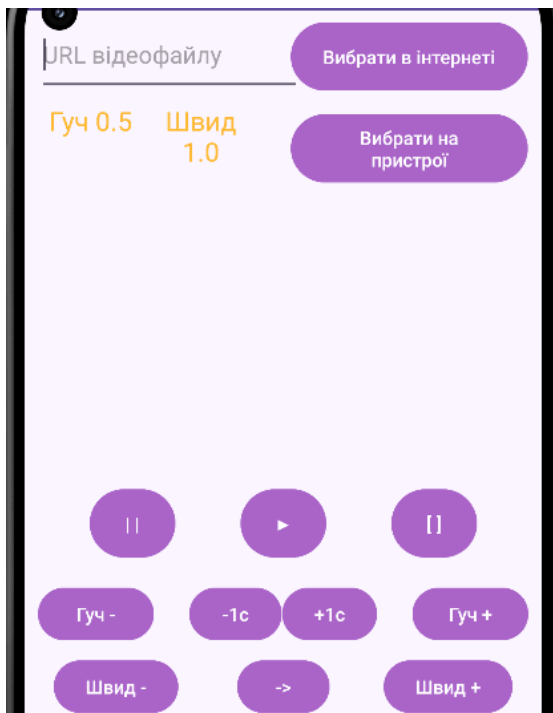 URL відеофайлу
Вибрати в інтернеті
Гуч 0.5
Швид
1.0
Вибрати на
пристрої
||
►
[]
Гуч -
-1с
+1с
Гуч +
Швид -
->
Швид +